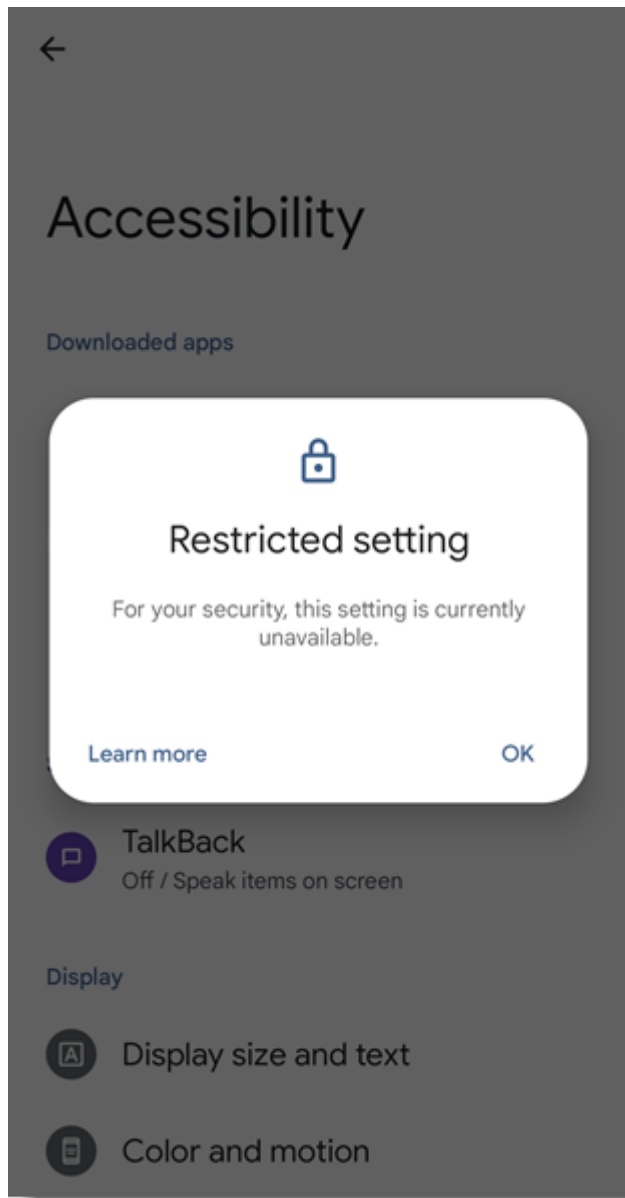 Accessibility
Downloaded apps
Restricted setting
For your security, this setting is currently
unavailable.
Learn more
OK
TalkBack
Off / Speak items on screen
Display
Display size and text
Color and motion